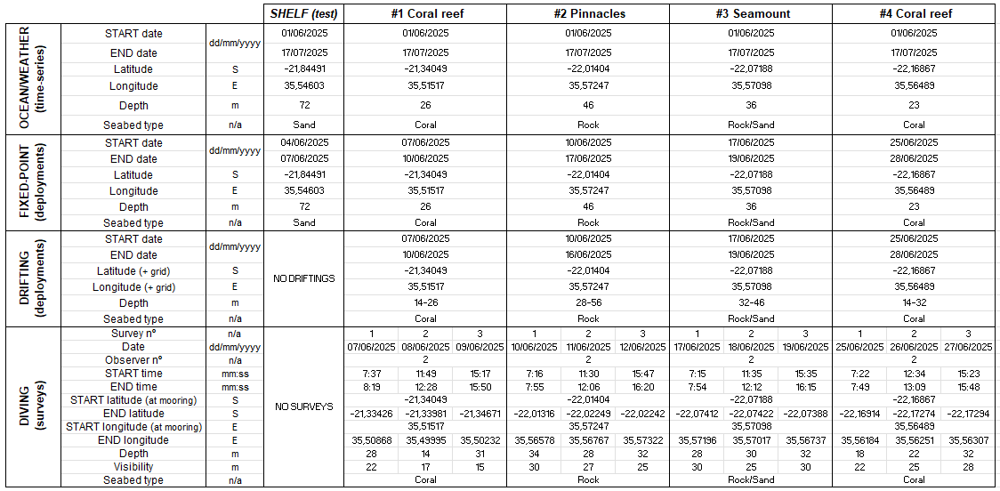 SHELF (test) #1 Coral reef #2 Pinnacles #3 Seamount #4 Coral reef
OCEAN/WEATHER (time-series)
START date dd/mm/yyyy 01/06/2025 01/06/2025 01/06/2025 01/06/2025 01/06/2025
END date 17/07/2025 17/07/2025 17/07/2025 17/07/2025 17/07/2025
Latitude S -21,84491 -21,34049 -22,01404 -22,07188 -22,16867
Longitude E 35,54603 35,51517 35,57247 35,57098 35,56489
Depth m 72 26 46 36 23
Seabed type n/a Sand Coral Rock Rock/Sand Coral
FIXED-POINT (deployments)
START date dd/mm/yyyy 04/06/2025 07/06/2025 10/06/2025 17/06/2025 25/06/2025
END date 07/06/2025 10/06/2025 17/06/2025 19/06/2025 28/06/2025
Latitude S -21,84491 -21,34049 -22,01404 -22,07188 -22,16867
Longitude E 35,54603 35,51517 35,57247 35,57098 35,56489
Depth m 72 26 46 36 23
Seabed type n/a Sand Coral Rock Rock/Sand Coral
DRIFTING (deployments)
START date dd/mm/yyyy 07/06/2025 10/06/2025 17/06/2025 25/06/2025
END date 10/06/2025 16/06/2025 19/06/2025 28/06/2025
Latitude (+ grid) S -21,34049 -22,01404 -22,07188 -22,16867
Longitude (+ grid) E NO DRIFTINGS 35,51517 35,57247 35,57098 35,56489
Depth m 14-26 28-56 32-46 14-32
Seabed type n/a Coral Rock Rock/Sand Coral
DIVING (surveys)
Survey nº n/a 1 2 3 1 2 3 1 2 3 1 2 3
Date dd/mm/yyyy 07/06/2025 08/06/2025 09/06/2025 10/06/2025 11/06/2025 12/06/2025 17/06/2025 18/06/2025 19/06/2025 25/06/2025 26/06/2025 27/06/2025
Observer nº n/a 2 2 2 2
START time mm:ss 7:37 11:49 15:17 7:16 11:30 15:47 7:15 11:35 15:35 7:22 12:34 15:23
END time mm:ss 8:19 12:28 15:50 7:55 12:06 16:20 7:54 12:12 16:15 7:49 13:09 15:48
START latitude (at mooring) S -21,34049 -22,01404 -22,07188 -22,16867
END latitude S NO SURVEYS -21,33426 -21,33981 -21,34671 -22,01316 -22,02249 -22,02242 -22,07412 -22,07422 -22,07388 -22,16914 -22,17274 -22,17294
START longitude (at mooring) E 35,51517 35,57247 35,57098 35,56489
END longitude E 35,50868 35,49995 35,50232 35,56578 35,56767 35,57322 35,57196 35,57017 35,56737 35,56184 35,56251 35,56307
Depth m 28 14 31 34 28 32 28 30 32 18 22 32
Visibility m 22 17 15 30 27 25 30 25 30 22 25 28
Seabed type n/a Coral Rock Rock/Sand Coral